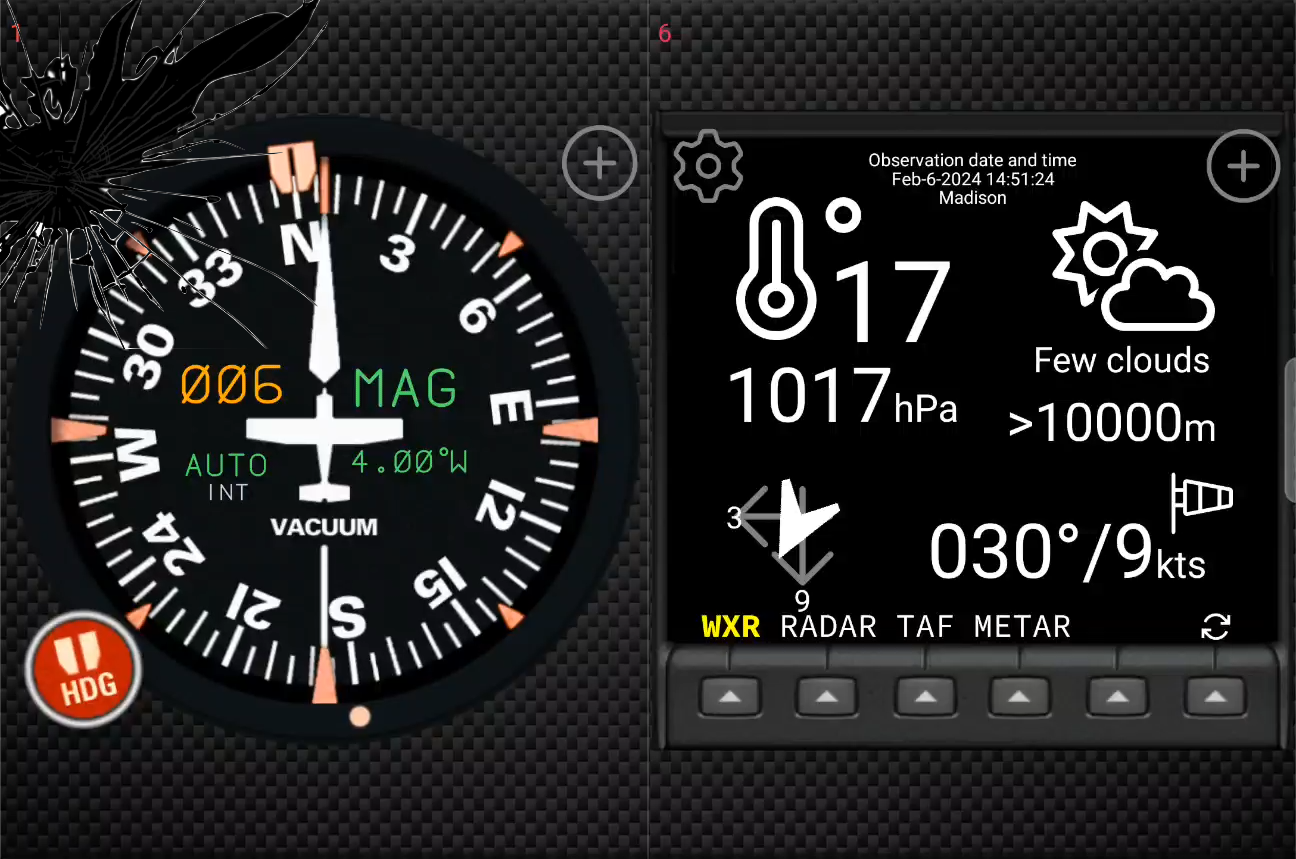 1
N
3
6
E
12
15
S
21
24
W
30
33
006 MAG
AUTO 4.00°W
INT
VACUUM
HDG
6
Observation date and time
Feb-6-2024 14:51:24
Madison
°17
Few clouds
1017hPa
>10000m
3
9
030°/9kts
WXR RADAR TAF METAR